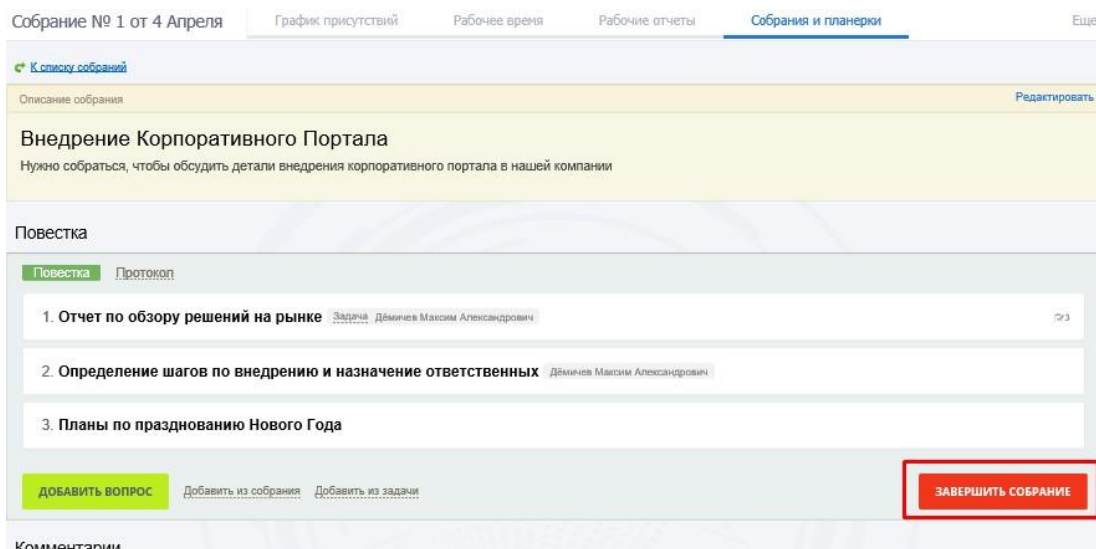 Собрание № 1 от 4 Апреля График присутствий Рабочее время Рабочие отчеты Собрания и планерки Еще
К списку собраний
Описание собрания Редактировать
Внедрение Корпоративного Портала
Нужно собраться, чтобы обсудить детали внедрения корпоративного портала в нашей компании
Повестка
Повестка Протокол
1. Отчет по обзору решений на рынке Задача Дёмичев Максим Александрович
2. Определение шагов по внедрению и назначение ответственных Дёмичев Максим Александрович
3. Планы по празднованию Нового Года
ДОБАВИТЬ ВОПРОС Добавить из собрания Добавить из задачи ЗАВЕРШИТЬ СОБРАНИЕ
Комментарии